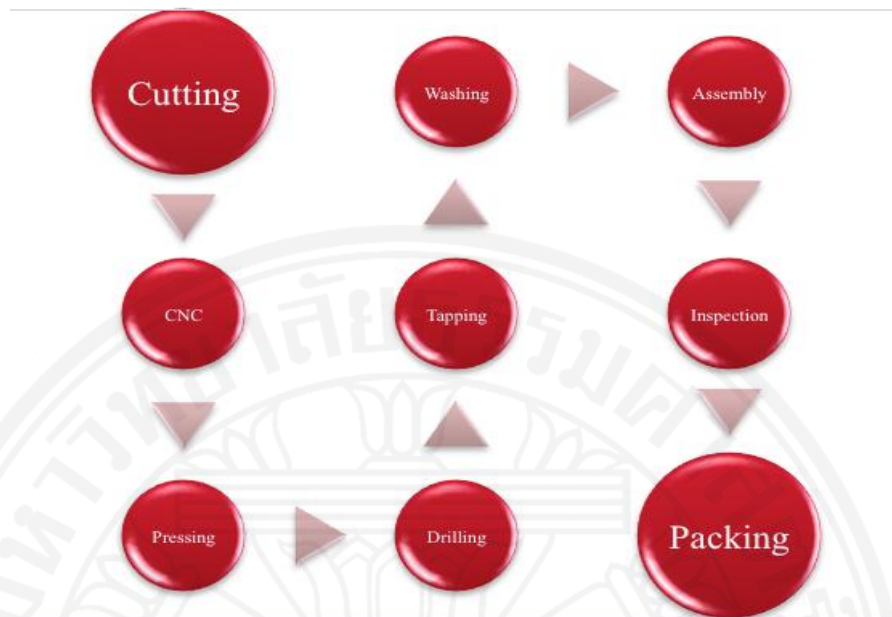 Cutting
CNC
Pressing
Drilling
Tapping
Washing
Assembly
Inspection
Packing